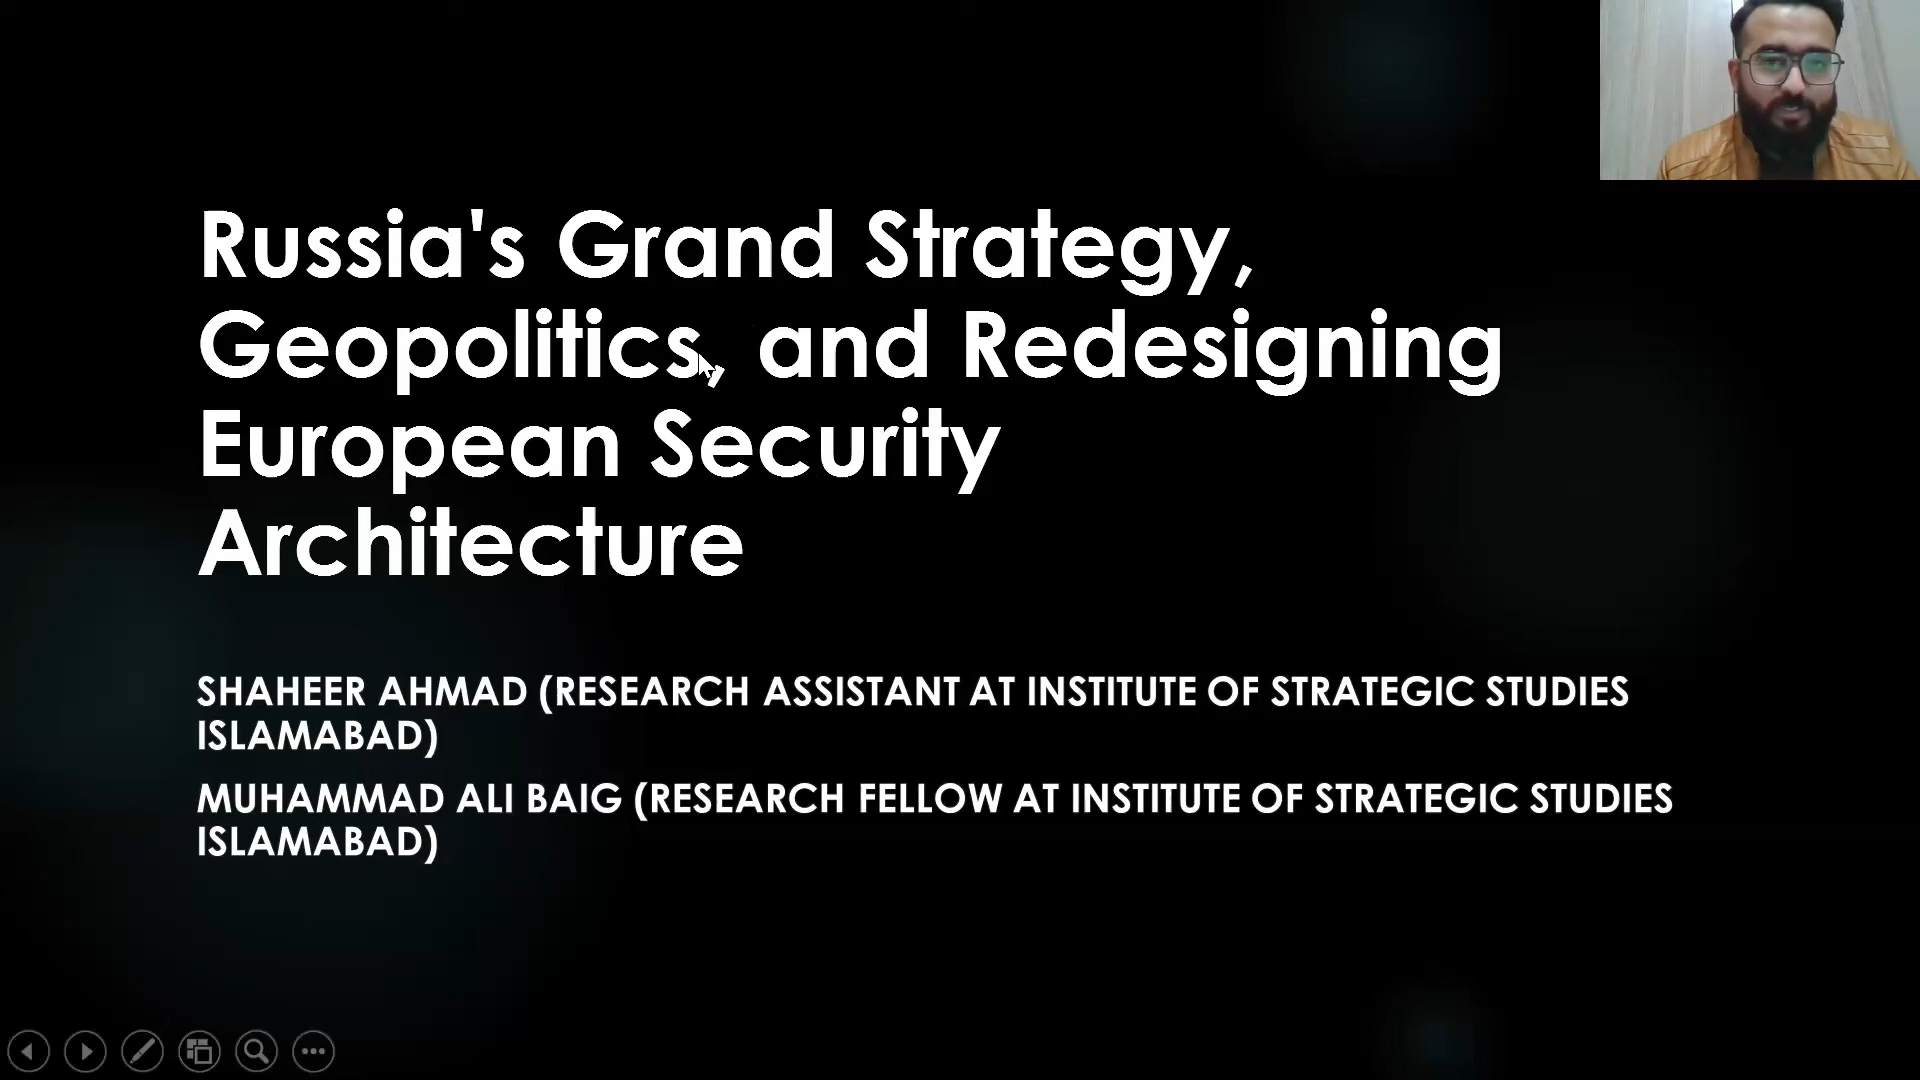 Russia's Grand Strategy,
Geopolitics, and Redesigning
European Security
Architecture
SHAHEER AHMAD (RESEARCH ASSISTANT AT INSTITUTE OF STRATEGIC STUDIES
ISLAMABAD)
MUHAMMAD ALI BAIG (RESEARCH FELLOW AT INSTITUTE OF STRATEGIC STUDIES
ISLAMABAD)